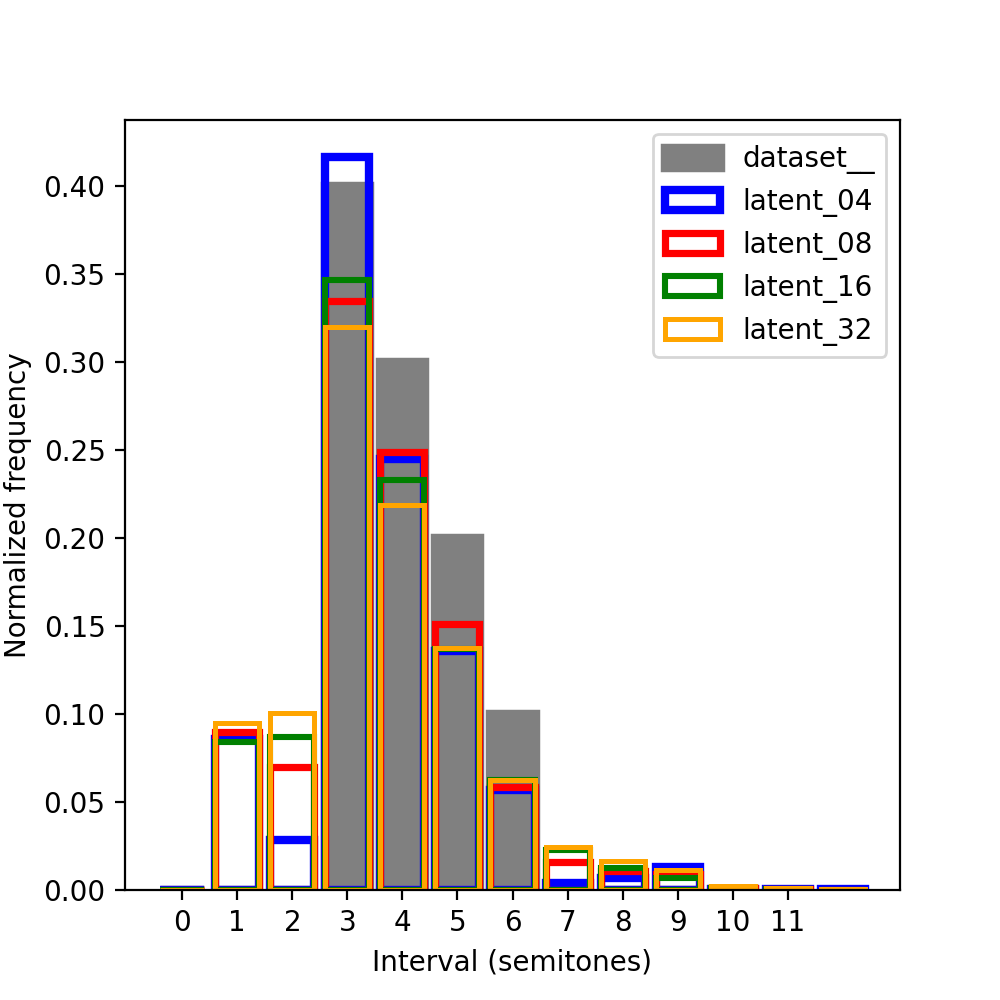 dataset__
latent_04
latent_08
latent_16
latent_32
Normalized frequency
0.40
0.35
0.30
0.25
0.20
0.15
0.10
0.05
0.00
0 1 2 3 4 5 6 7 8 9 10 11
Interval (semitones)